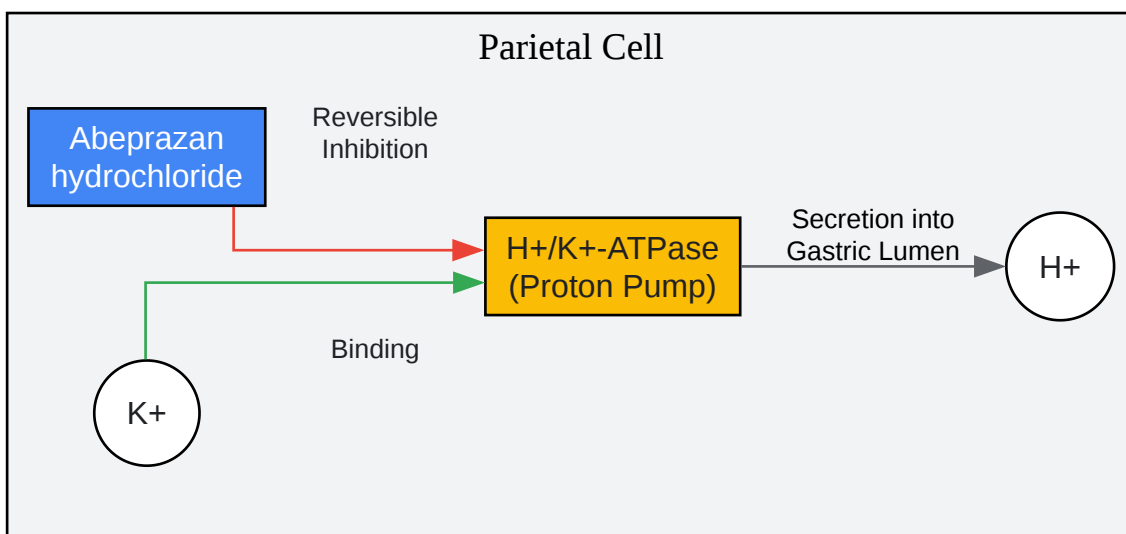 Parietal Cell
Abeprazan
hydrochloride
Reversible
Inhibition
H+/K+-ATPase
(Proton Pump)
Secretion into
Gastric Lumen
H+
Binding
K+